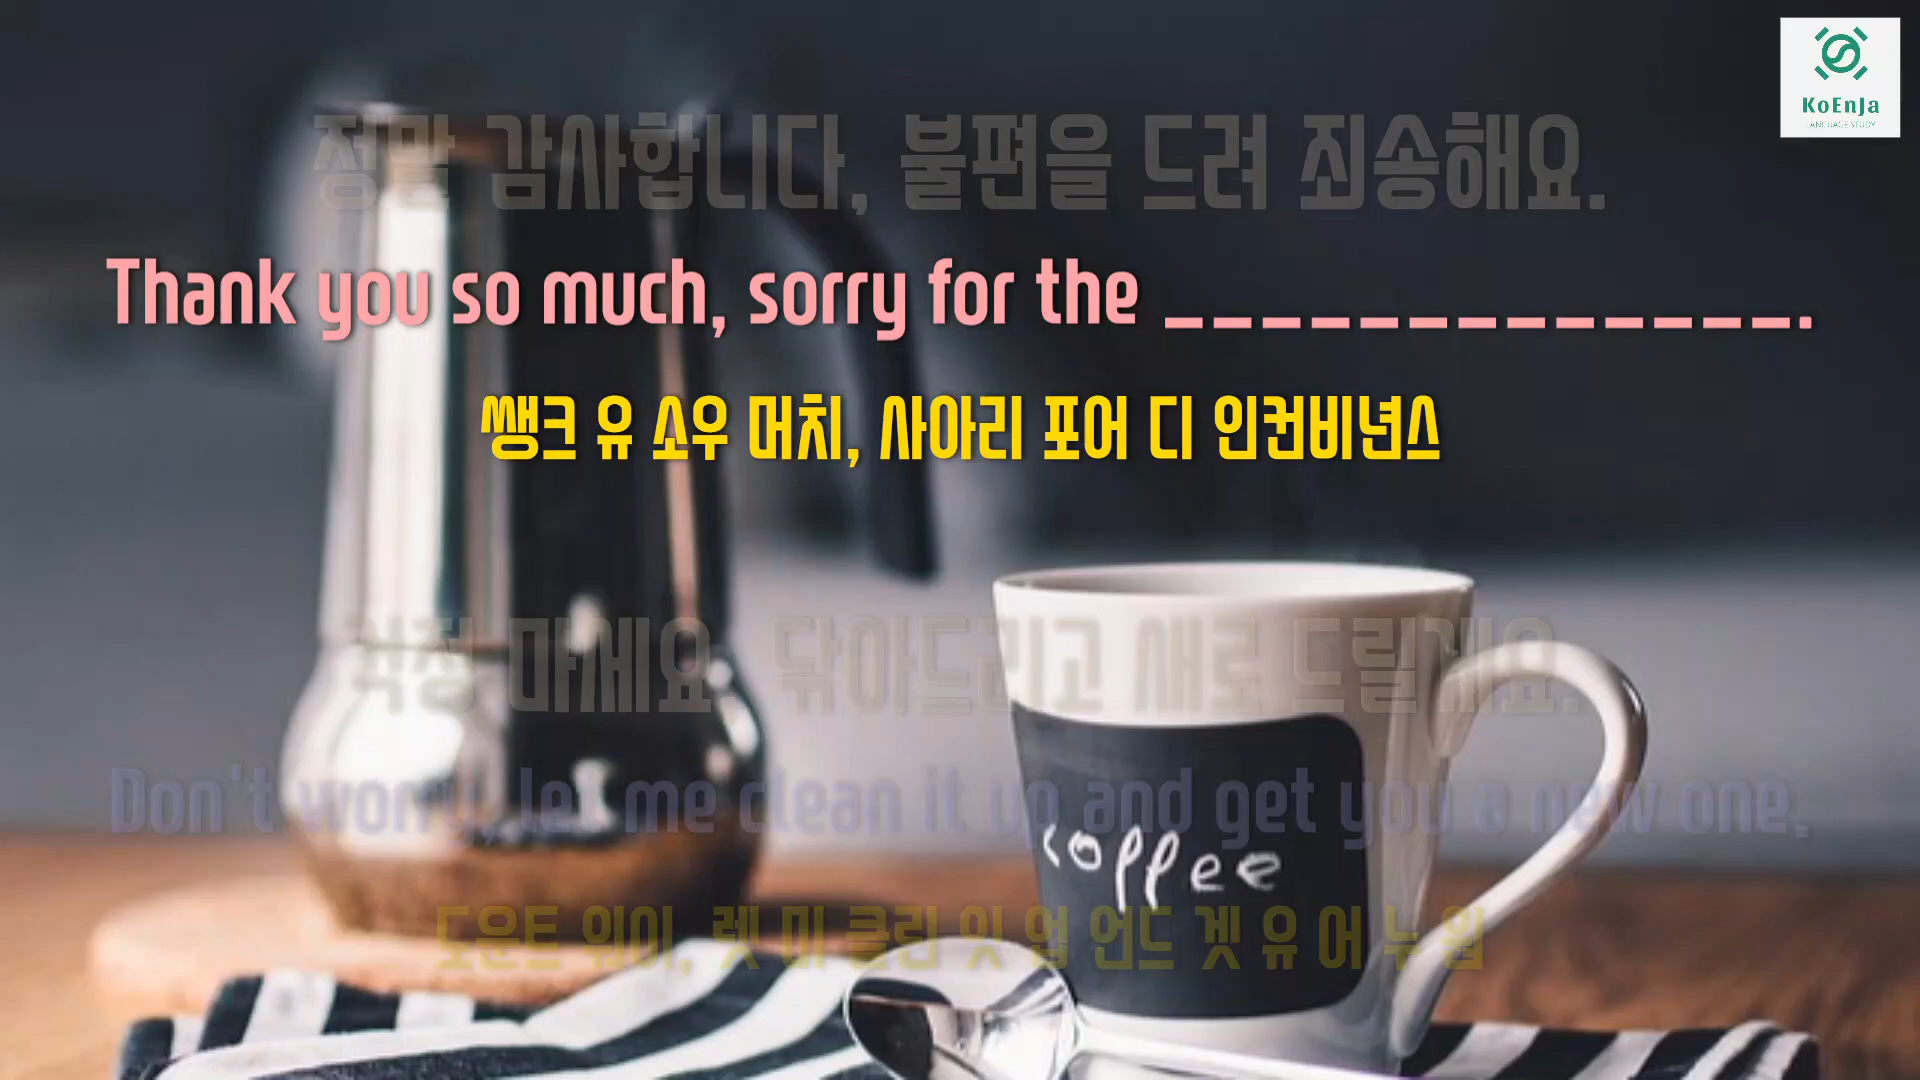 KoEnJa
LANGUAGE STUDY
정말 감사합니다, 불편을 드려 죄송해요.
Thank you so much, sorry for the _ _ _ _ _ _ _ _ _ _ _ _ _.
쌩크 유 소우 머치, 사아리 포어 디 인컨비넌스
걱정 마세요. 닦아드리고 새로 드릴게요.
Don't worry, let me clean it up and get you a new one.
coffee
도운트 워이, 렛 미 클린 잇 업 언드 겟 유 어 누 원